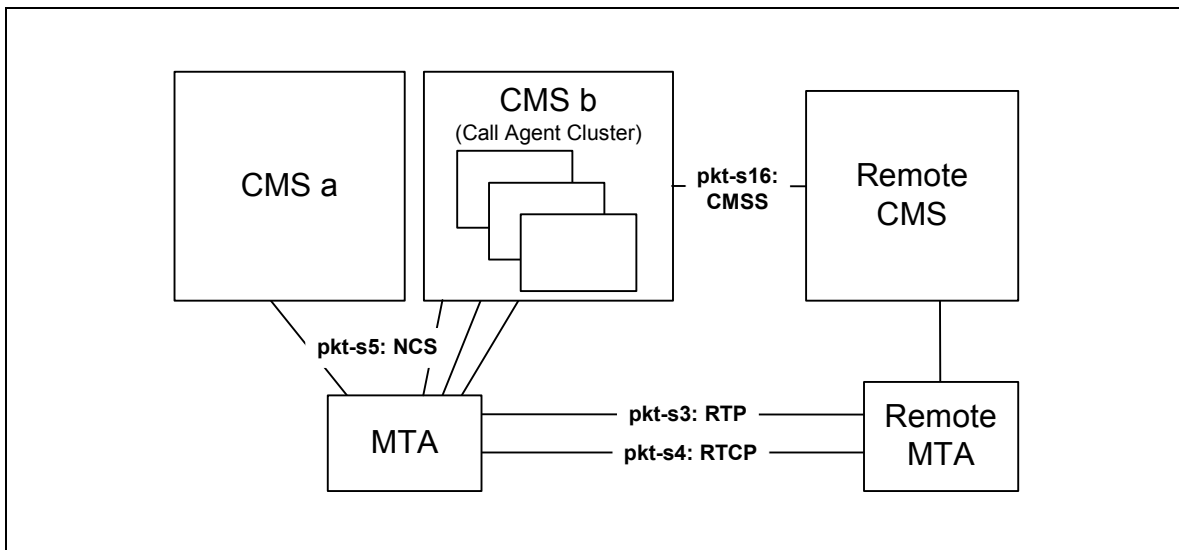 CMS a
CMS b
(Call Agent Cluster)
pkt-s16:
CMSS
Remote
CMS
pkt-s5: NCS
MTA
pkt-s3: RTP
pkt-s4: RTCP
Remote
MTA